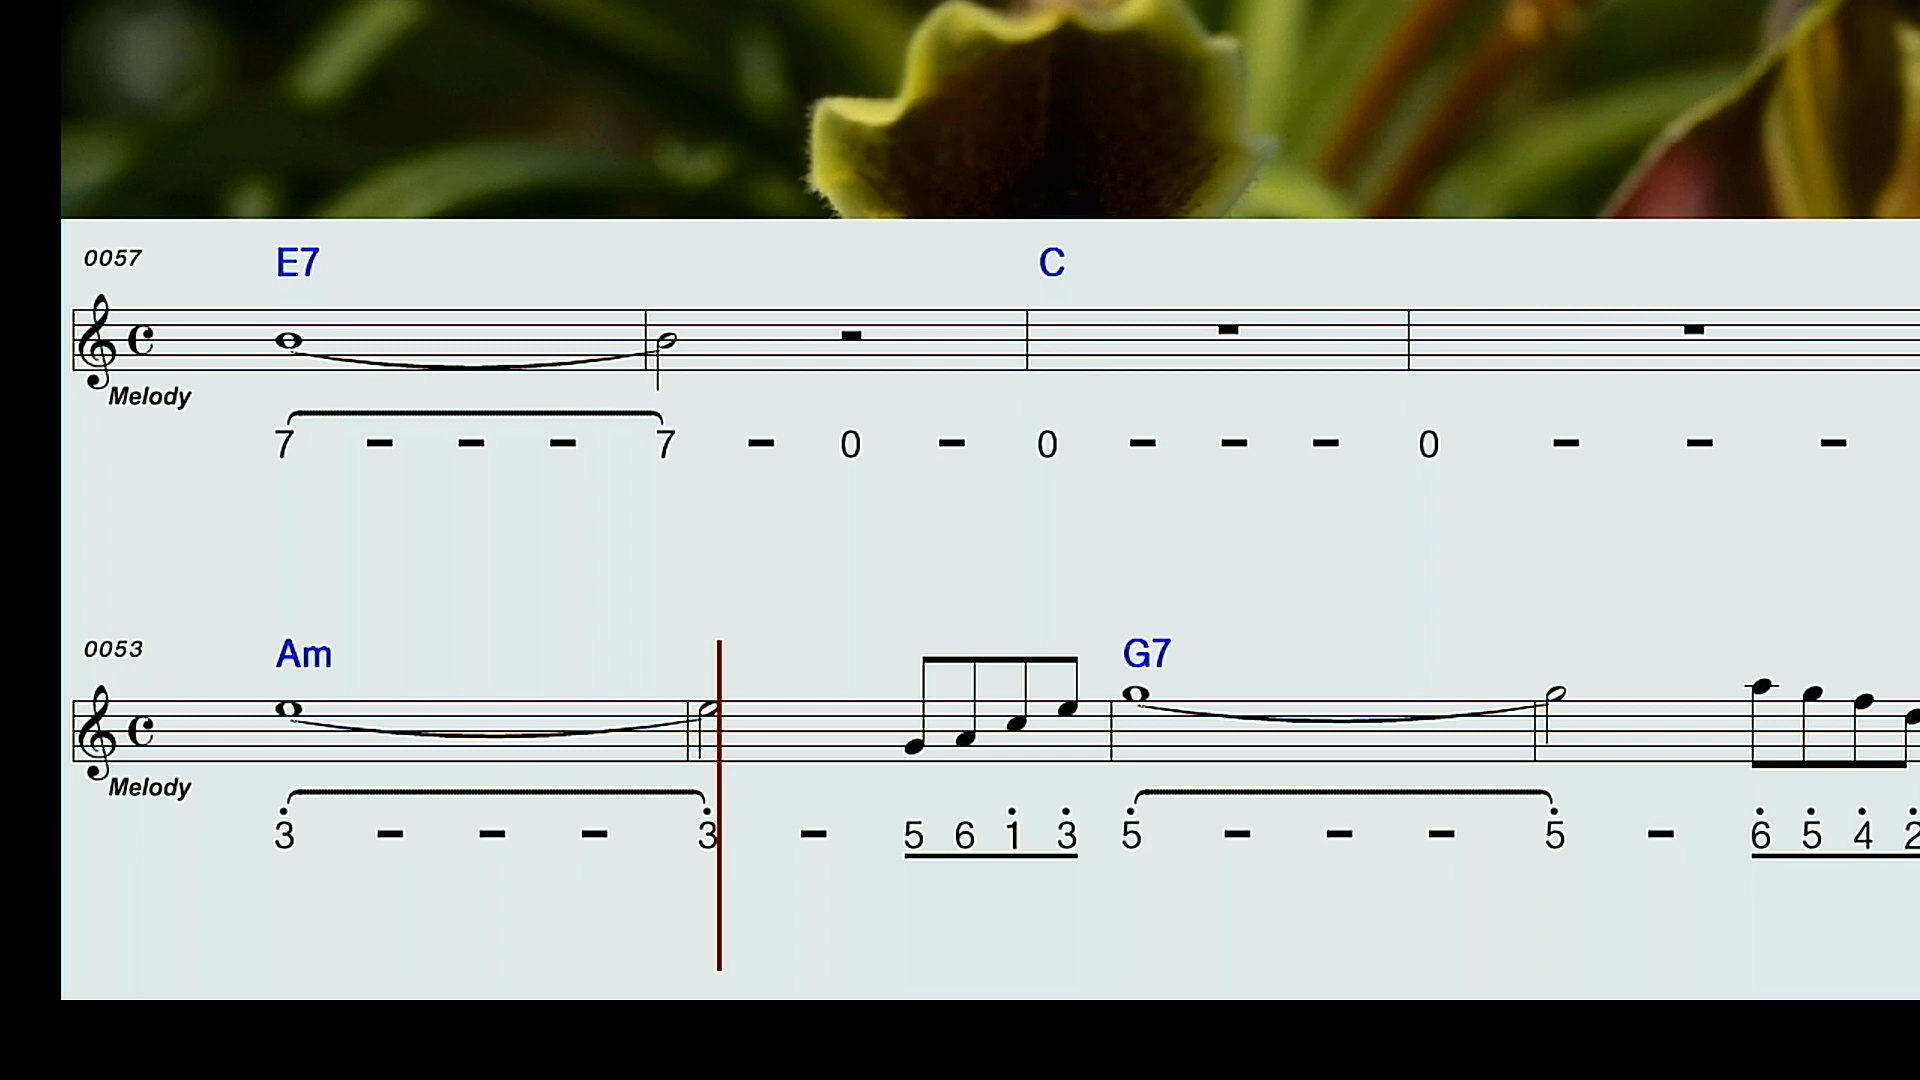 0057 E7 C
Melody
7 - - - 7 - 0 - 0 - - - 0 - - -
0053 Am G7
Melody
3 - - - 3 - 5 6 1 3 5 - - - 5 - 6 5 4 2